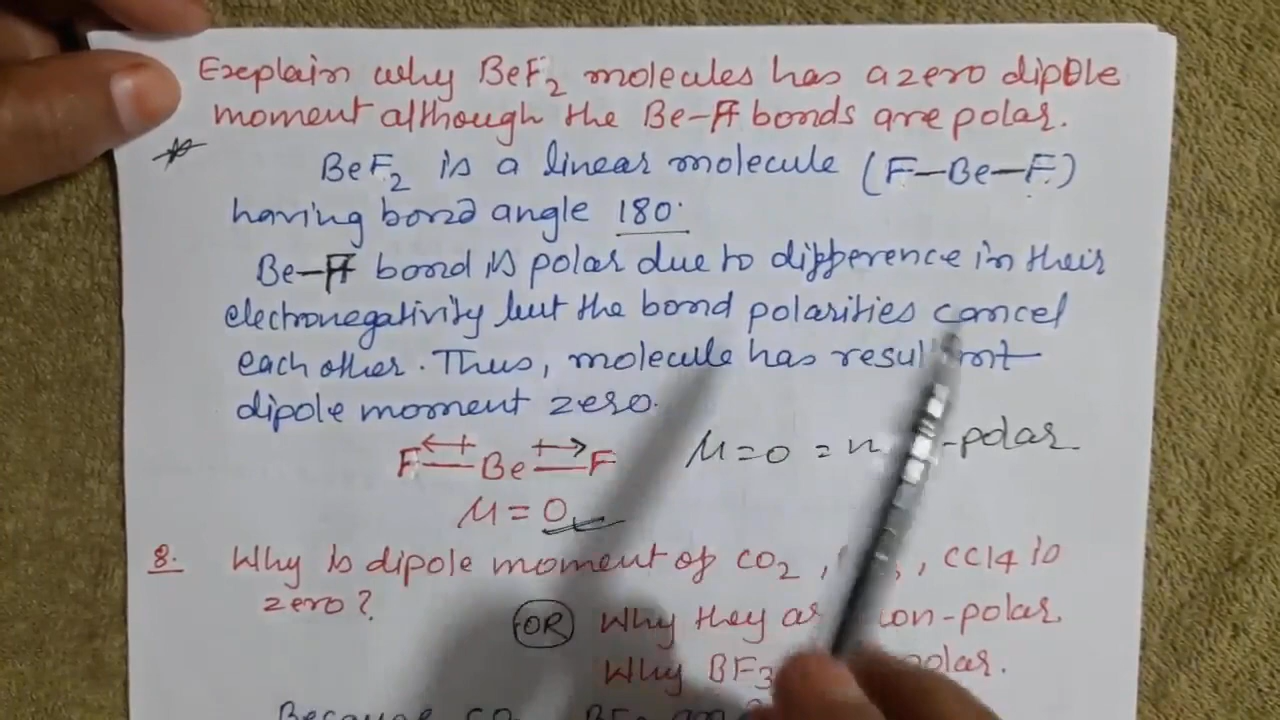 Explain why BeF2 molecules has a zero dipole
moment although the Be-F bonds are polar.
BeF2 is a linear molecule (F-Be-F)
having bond angle 180°
Be-F bond is polar due to difference in their
electronegativity but the bond polarities cancel
each other. Thus, molecule has
dipole moment zero.
F-Be-F μ=0 = -polar
μ=0
8. Why is dipole moment of CO2, , CCl4 is
zero?
OR Why they -polar
Why BF3
Because